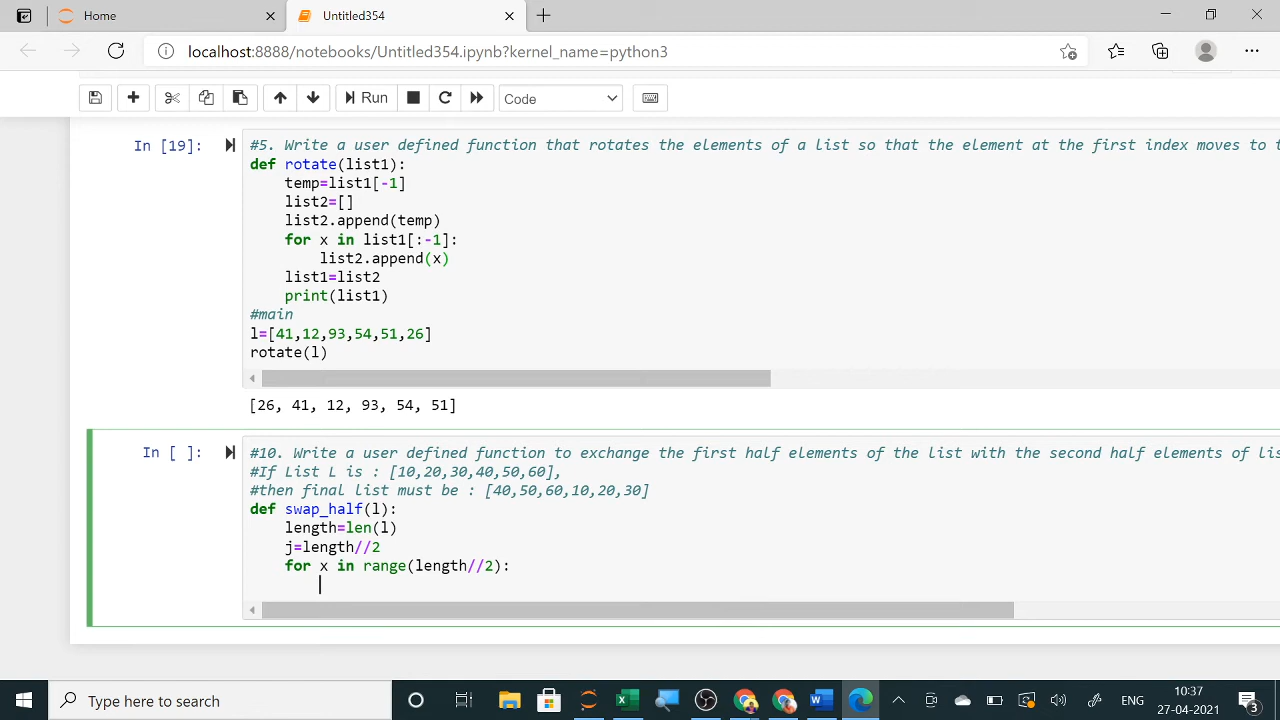 Home
Untitled354
localhost:8888/notebooks/Untitled354.ipynb?kernel_name=python3
Run
Code
In [19]:
#5. Write a user defined function that rotates the elements of a list so that the element at the first index moves to t
def rotate(list1):
    temp=list1[-1]
    list2=[]
    list2.append(temp)
    for x in list1[:-1]:
        list2.append(x)
    list1=list2
    print(list1)
#main
l=[41,12,93,54,51,26]
rotate(l)
[26, 41, 12, 93, 54, 51]
In [ ]:
#10. Write a user defined function to exchange the first half elements of the list with the second half elements of lis
#If List L is : [10,20,30,40,50,60],
#then final list must be : [40,50,60,10,20,30]
def swap_half(l):
    length=len(l)
    j=length//2
    for x in range(length//2):
Type here to search
ENG
10:37
27-04-2021
3